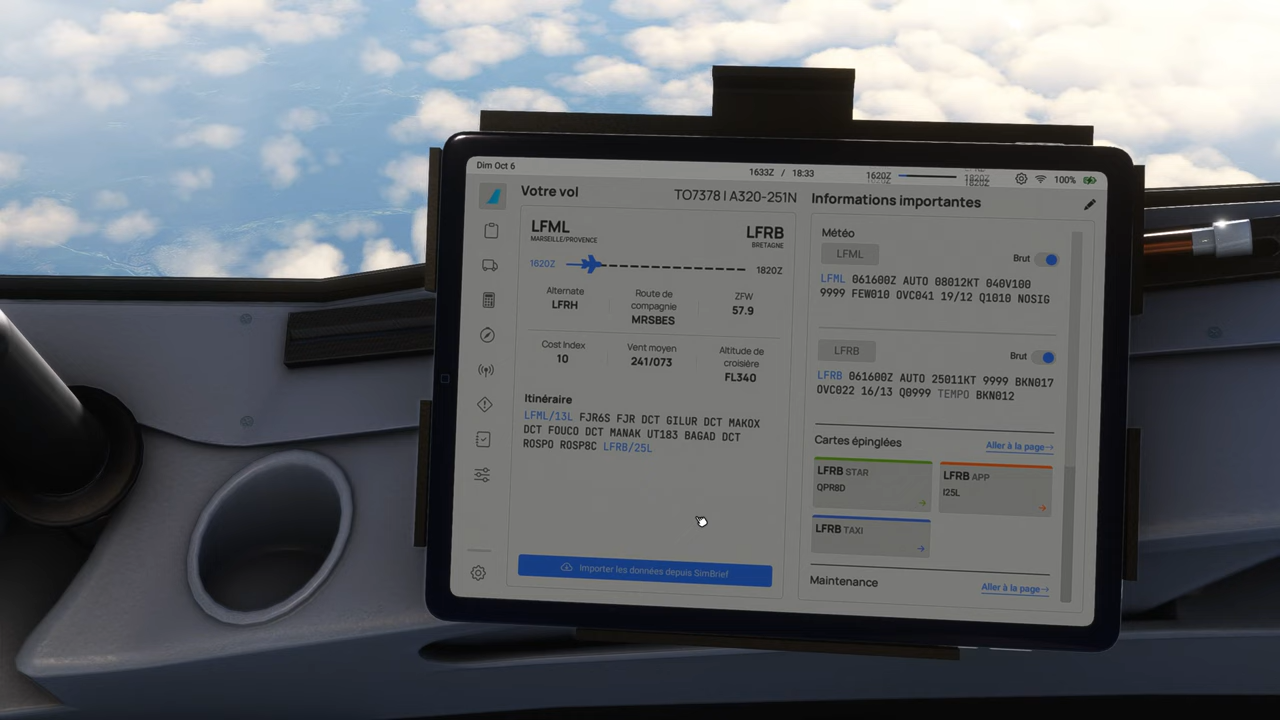 Dim Oct 6
1633Z / 18:33
1620Z
1820Z
100%
Votre vol
TO7378 | A320-251N
LFML
MARSEILLE/PROVENCE
LFRB
BRETAGNE
1620Z
1820Z
Alternate
LFRH
Route de
compagnie
MRSBES
ZFW
57.9
Cost Index
10
Vent moyen
241/073
Altitude de
croisière
FL340
Itinéraire
LFML/13L FJR6S FJR DCT GILUR DCT MAKOX
DCT FOUCO DCT MANAK UT183 BAGAD DCT
ROSPO ROSP8C LFRB/25L
Importer les données depuis SimBrief
Informations importantes
Météo
LFML
Brut
LFML 061600Z AUTO 08012KT 040V100
9999 FEW010 OVC041 19/12 Q1010 NOSIG
LFRB
Brut
LFRB 061600Z AUTO 25011KT 9999 BKN017
OVC022 16/13 Q0999 TEMPO BKN012
Cartes épinglées
Aller à la page→
LFRB STAR
QPR8D
LFRB APP
I25L
LFRB TAXI
Maintenance
Aller à la page→